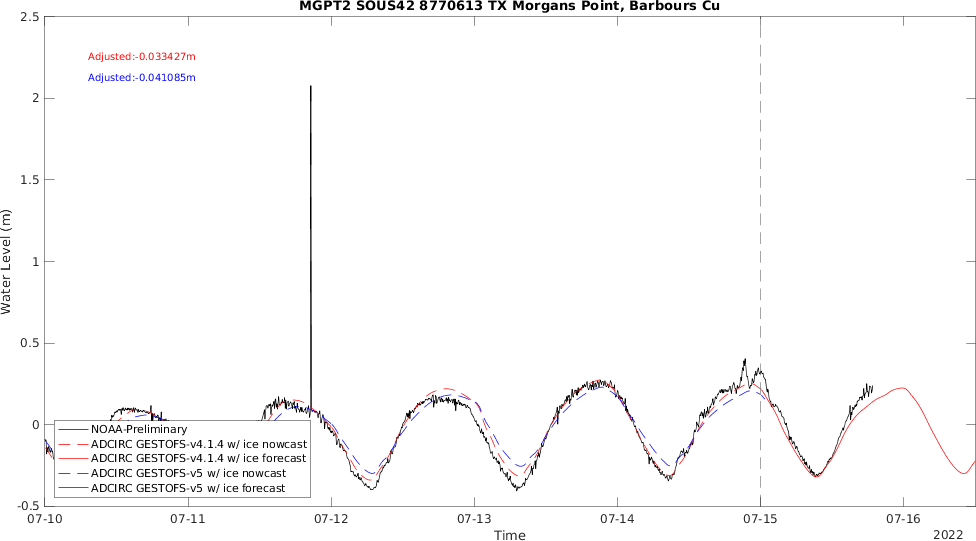 MGPT2 SOUS42 8770613 TX Morgans Point, Barbours Cu
2.5
Adjusted:-0.033427m
Adjusted:-0.041085m
2
1.5
Water Level (m)
1
0.5
0
NOAA-Preliminary
ADCIRC GESTOFS-v4.1.4 w/ ice nowcast
ADCIRC GESTOFS-v4.1.4 w/ ice forecast
ADCIRC GESTOFS-v5 w/ ice nowcast
ADCIRC GESTOFS-v5 w/ ice forecast
-0.5
07-10 07-11 07-12 07-13 07-14 07-15 07-16
Time
2022